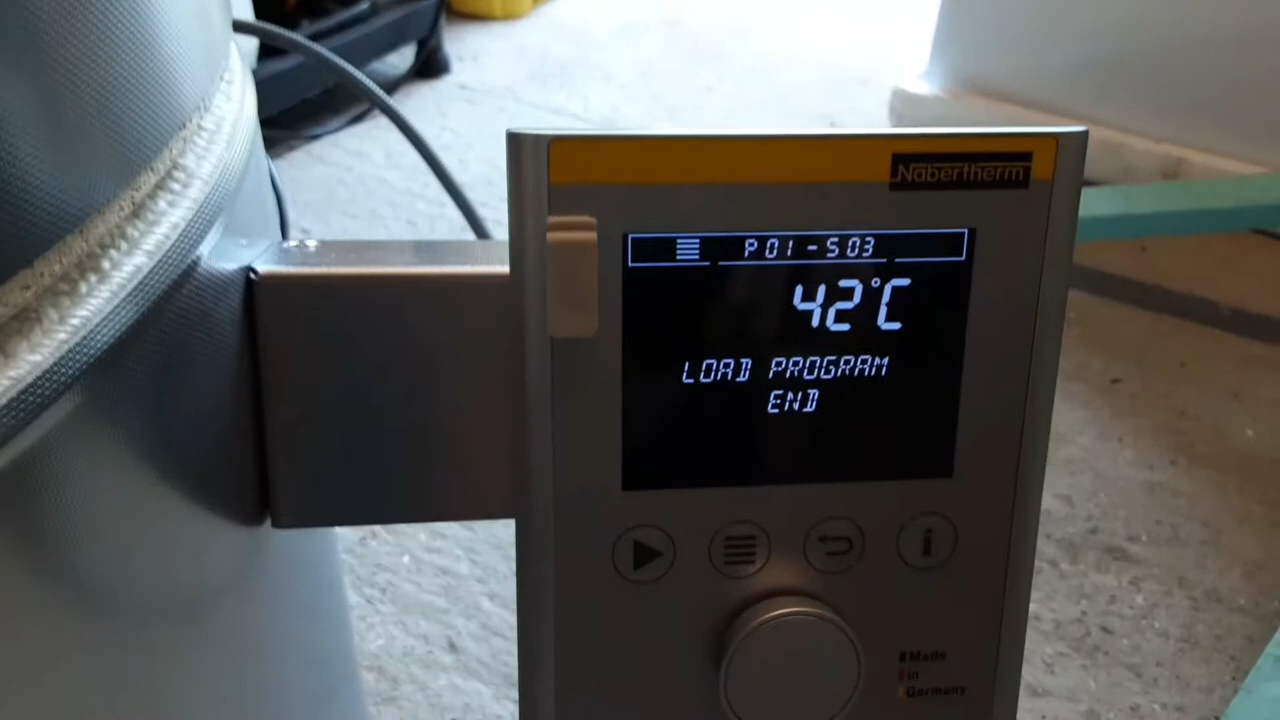 Nabertherm
P01-S03
42°C
LOAD PROGRAM
END
Made
in
Germany